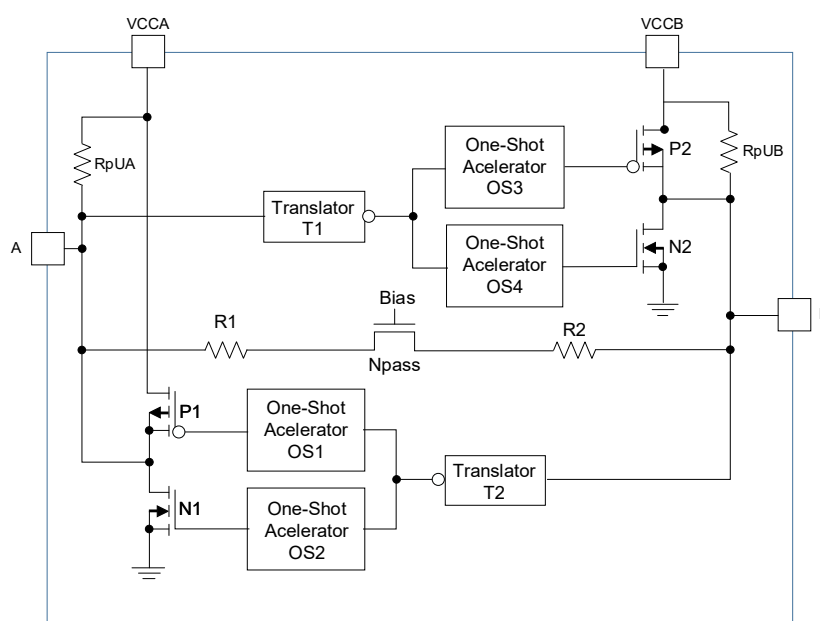 VCCA
VCCB
RpUA
One-Shot
Acelerator
OS3
P2
RpUB
Translator
T1
A
One-Shot
Acelerator
OS4
N2
Bias
R1
R2
Npass
P1
One-Shot
Acelerator
OS1
Translator
T2
N1
One-Shot
Acelerator
OS2